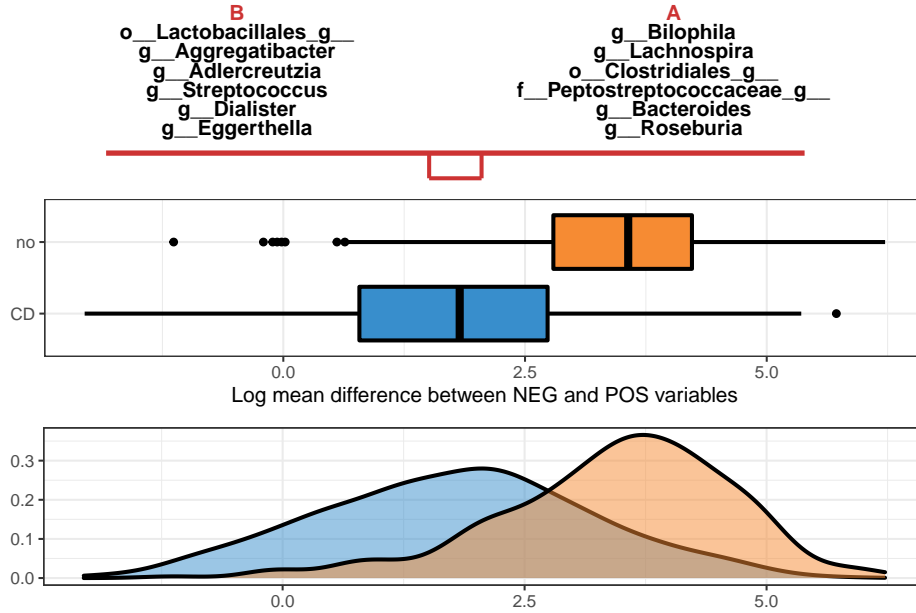 B
o__Lactobacillales_g__
g__Aggregatibacter
g__Adlercreutzia
g__Streptococcus
g__Dialister
g__Eggerthella
A
g__Bilophila
g__Lachnospira
o__Clostridiales_g__
f__Peptostreptococcaceae_g__
g__Bacteroides
g__Roseburia
no
CD
0.0 2.5 5.0
Log mean difference between NEG and POS variables
0.3
0.2
0.1
0.0
0.0 2.5 5.0